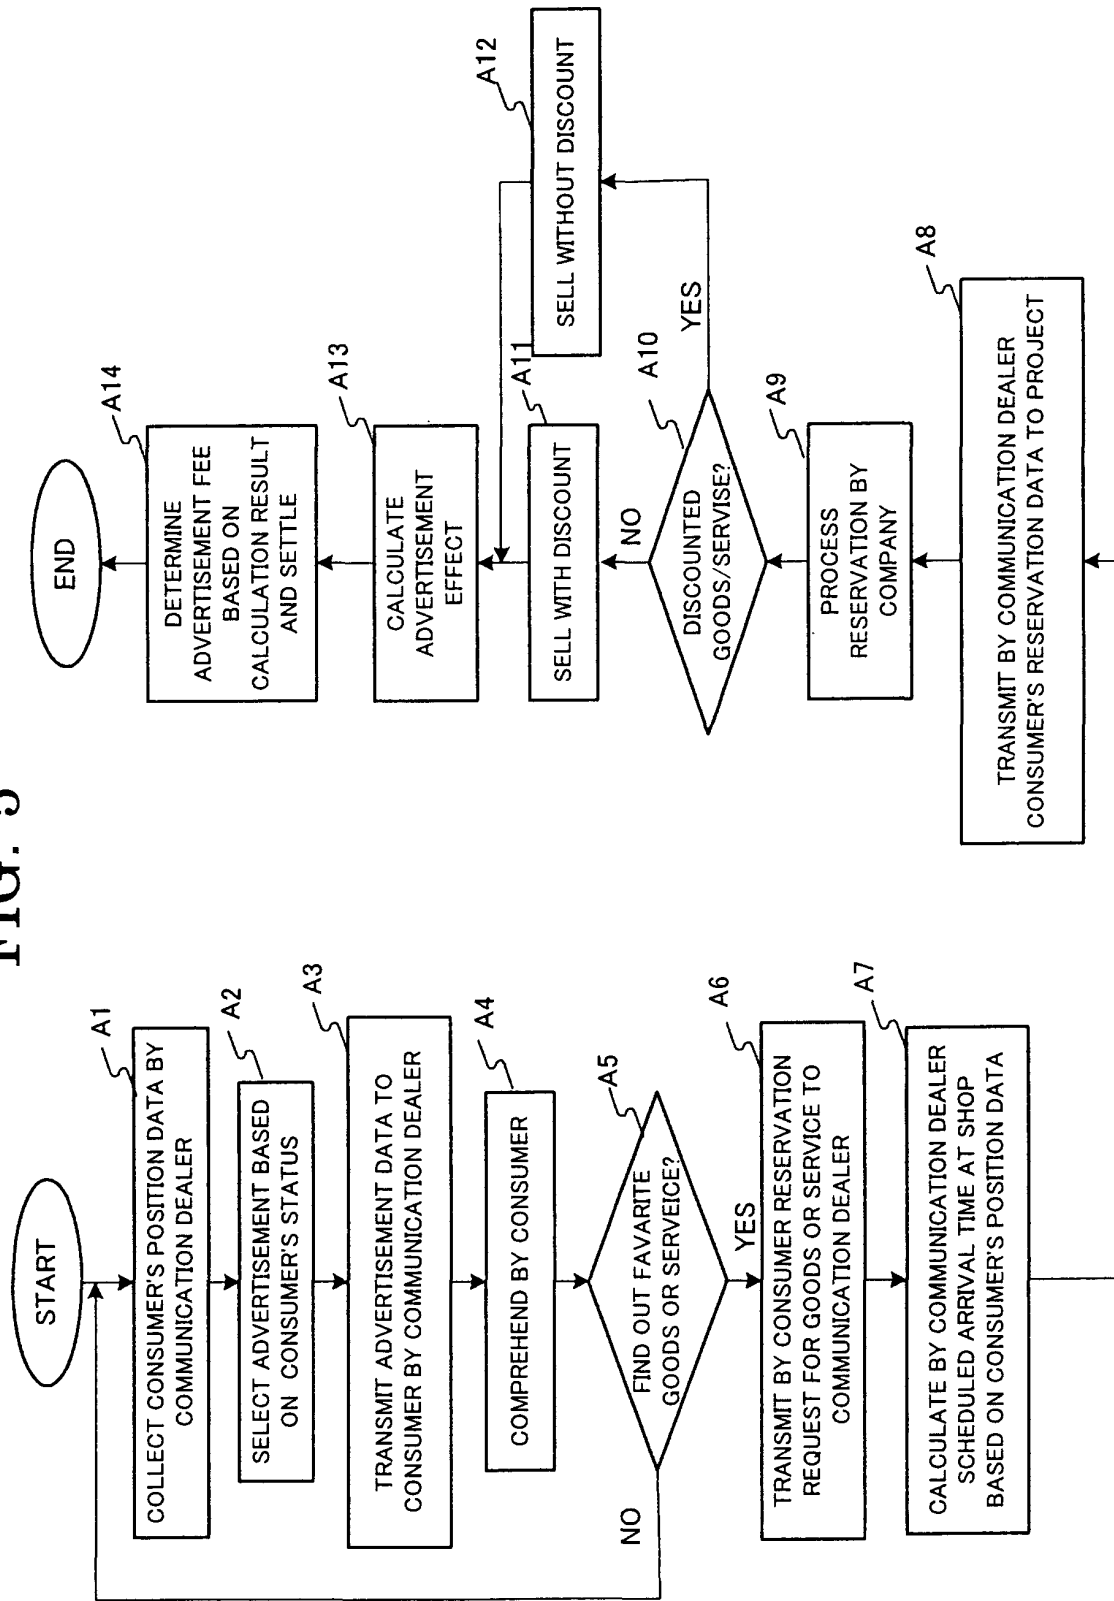 FIG. 5
START
A1
COLLECT CONSUMER'S POSITION DATA BY
COMMUNICATION DEALER
A2
SELECT ADVERTISEMENT BASED
ON CONSUMER'S STATUS
A3
TRANSMIT ADVERTISEMENT DATA TO
CONSUMER BY COMMUNICATION DEALER
A4
COMPREHEND BY CONSUMER
A5
FIND OUT FAVARITE
GOODS OR SERVEICE?
NO
YES
A6
TRANSMIT BY CONSUMER RESERVATION
REQUEST FOR GOODS OR SERVICE TO
COMMUNICATION DEALER
A7
CALCULATE BY COMMUNICATION DEALER
SCHEDULED ARRIVAL TIME AT SHOP
BASED ON CONSUMER'S POSITION DATA
END
A14
DETERMINE
ADVERTISEMENT FEE
BASED ON
CALCULATION RESULT
AND SETTLE
A13
CALCULATE
ADVERTISEMENT
EFFECT
A12
SELL WITHOUT DISCOUNT
A11
SELL WITH DISCOUNT
NO
YES
A10
DISCOUNTED
GOODS/SERVISE?
A9
PROCESS
RESERVATION BY
COMPANY
A8
TRANSMIT BY COMMUNICATION DEALER
CONSUMER'S RESERVATION DATA TO PROJECT